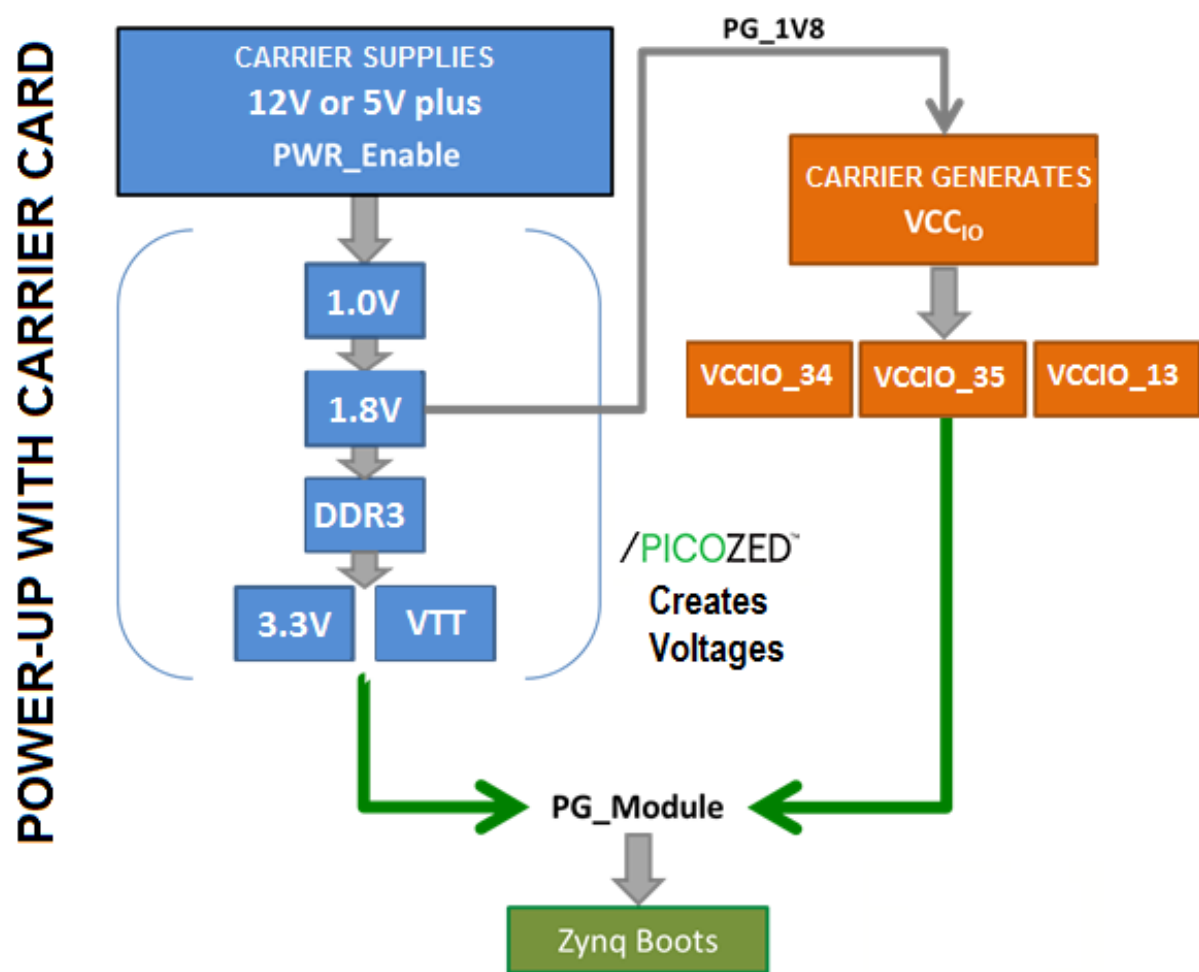 POWER-UP WITH CARRIER CARD
CARRIER SUPPLIES
12V or 5V plus
PWR_Enable
PG_1V8
CARRIER GENERATES
VCCIO
1.0V
1.8V
DDR3
3.3V
VTT
VCCIO_34
VCCIO_35
VCCIO_13
/PICOZED™
Creates
Voltages
PG_Module
Zynq Boots